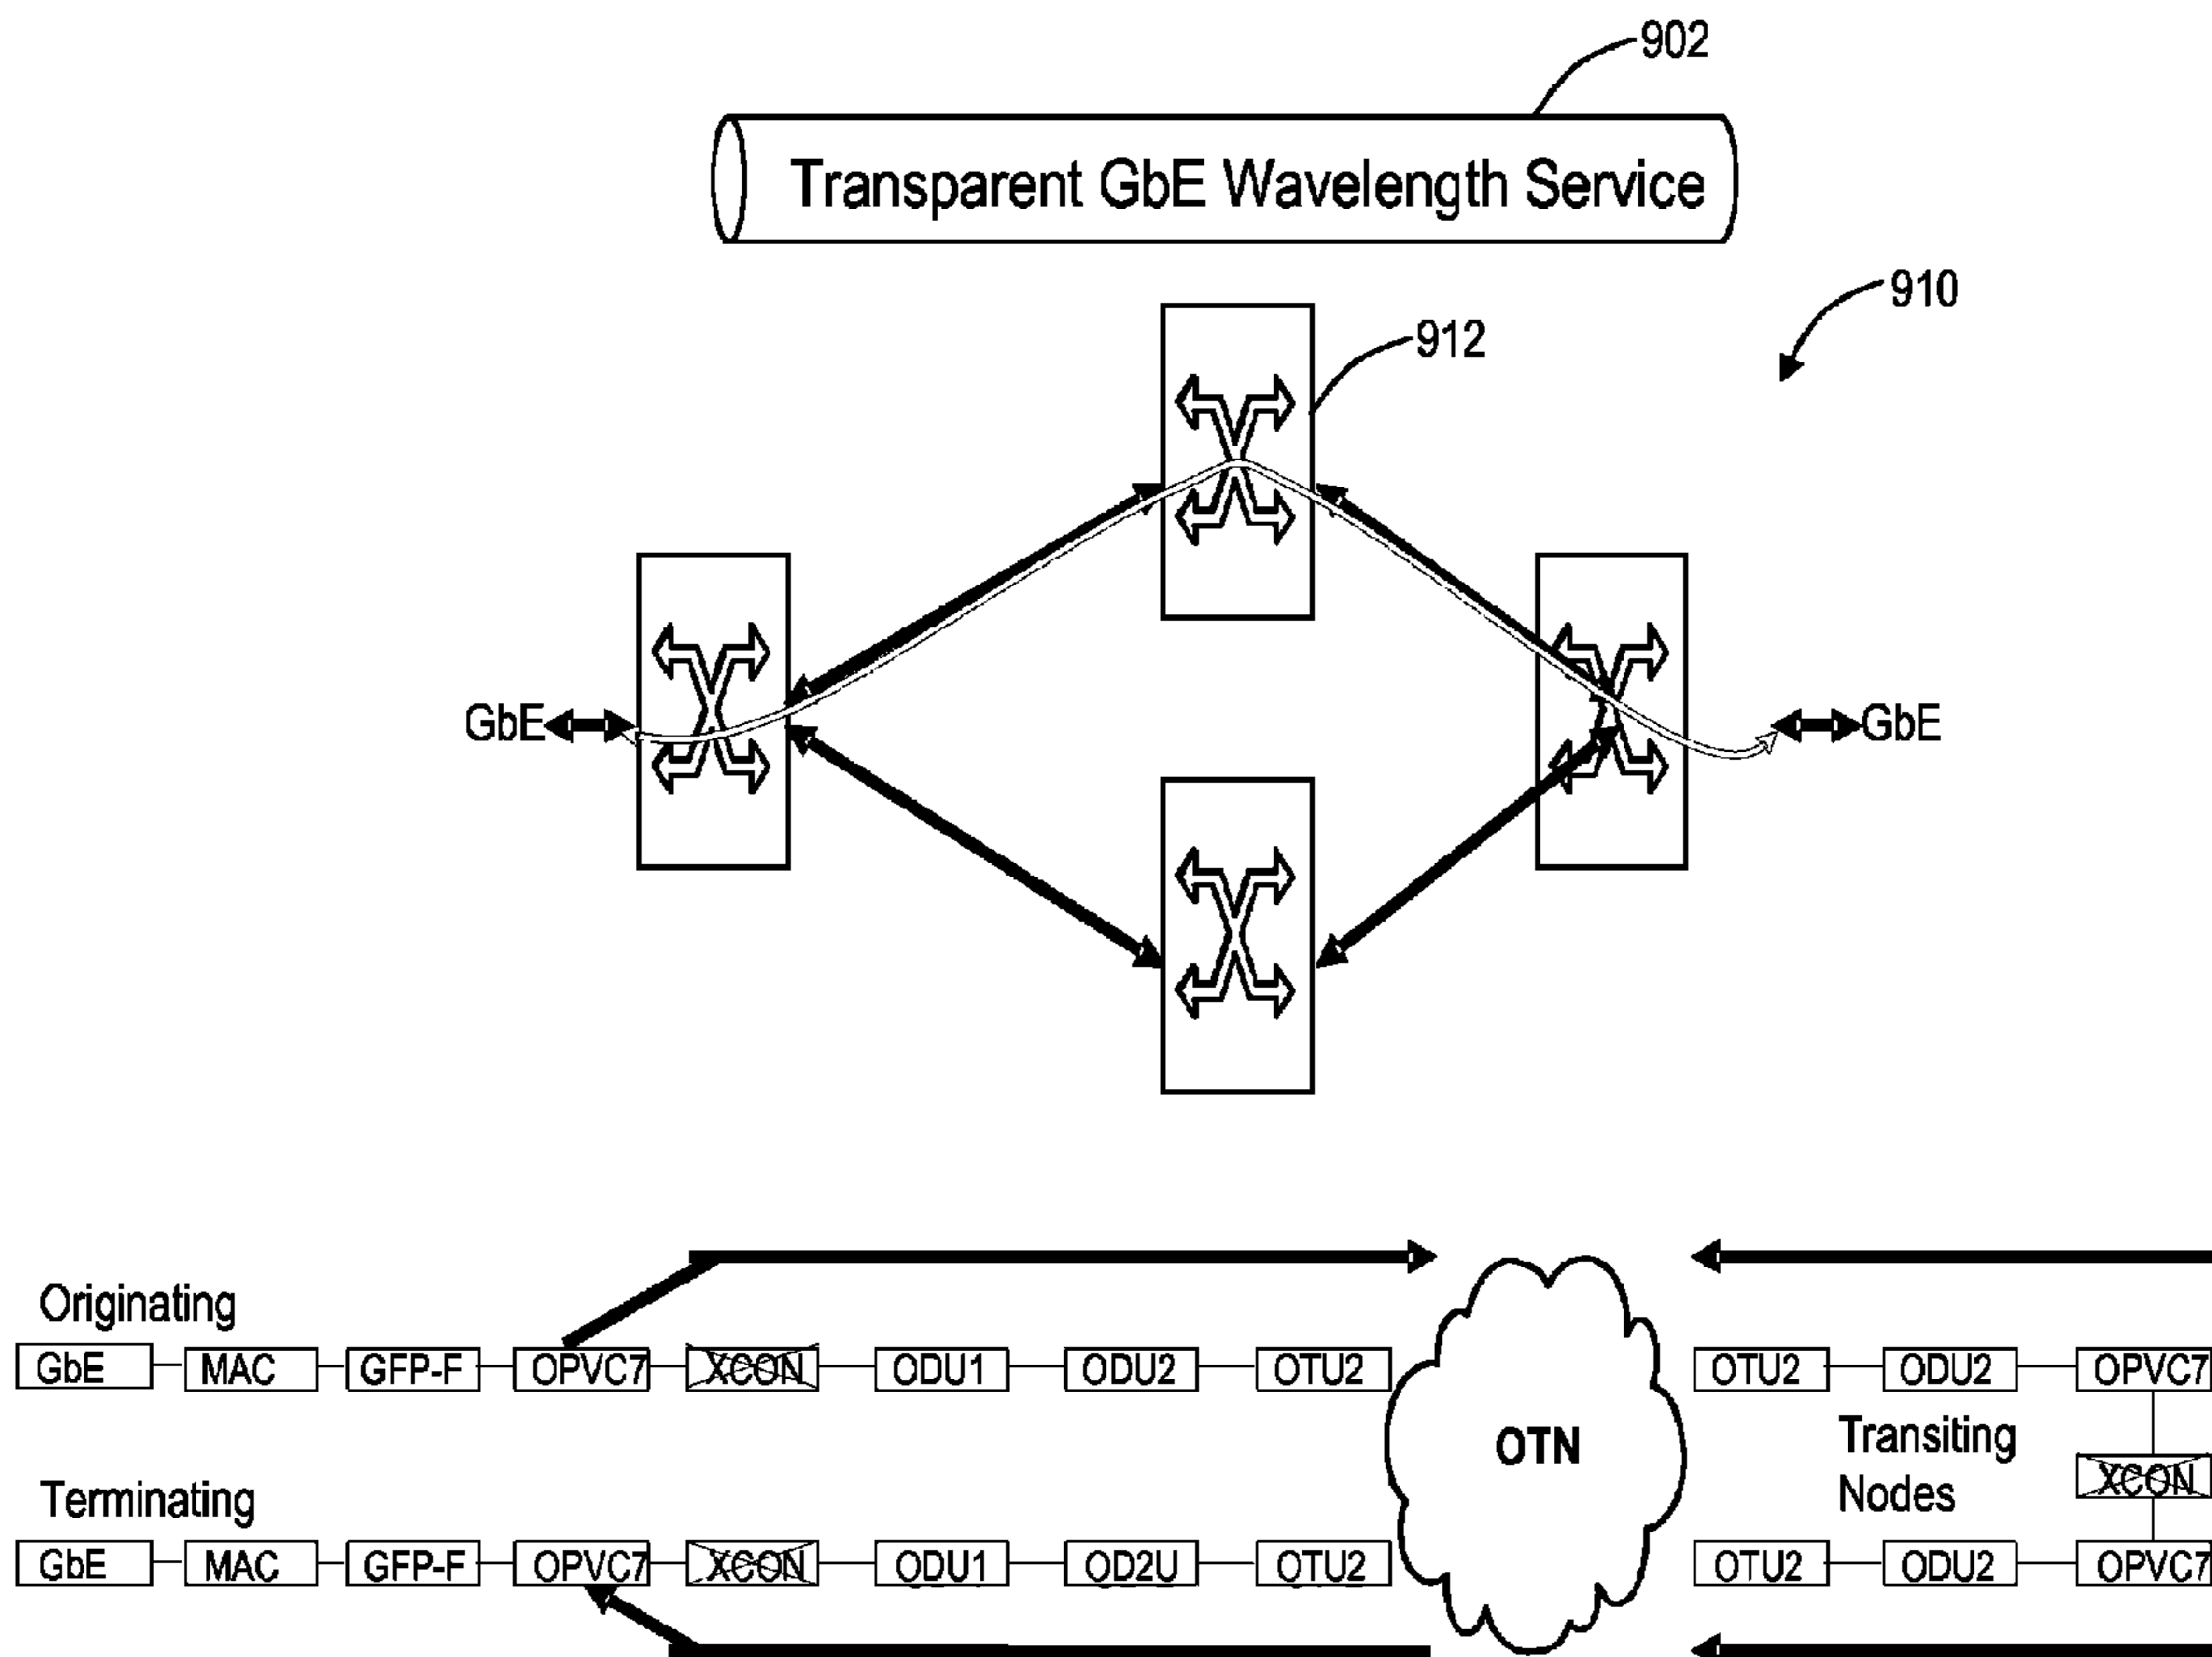 902
Transparent GbE Wavelength Service
910
912
GbE
GbE
Originating
GbE MAC GFP-F OPVC7 XCON ODU1 ODU2 OTU2
OTU2 ODU2 OPVC7
OTN
Transiting
Nodes
XCON
Terminating
GbE MAC GFP-F OPVC7 XCON ODU1 OD2U OTU2
OTU2 ODU2 OPVC7